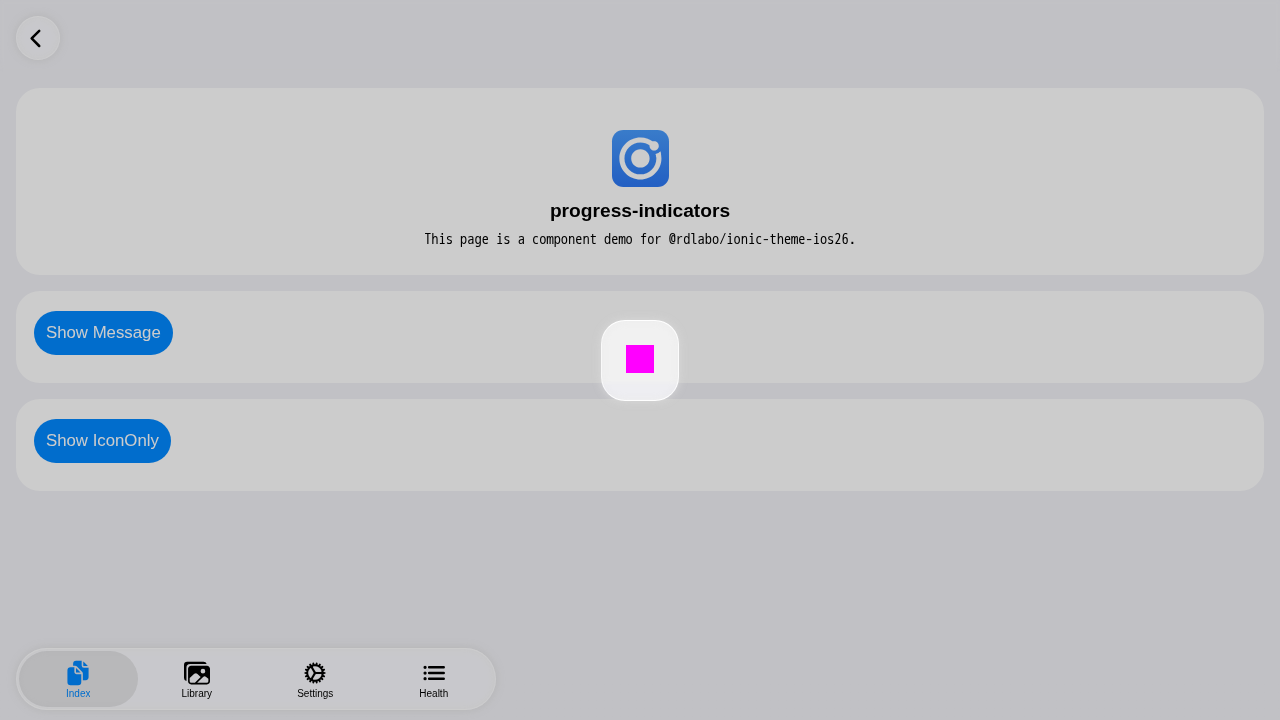 progress-indicators
This page is a component demo for @rdlabo/ionic-theme-ios26.
Show Message
Show IconOnly
Index
Library
Settings
Health